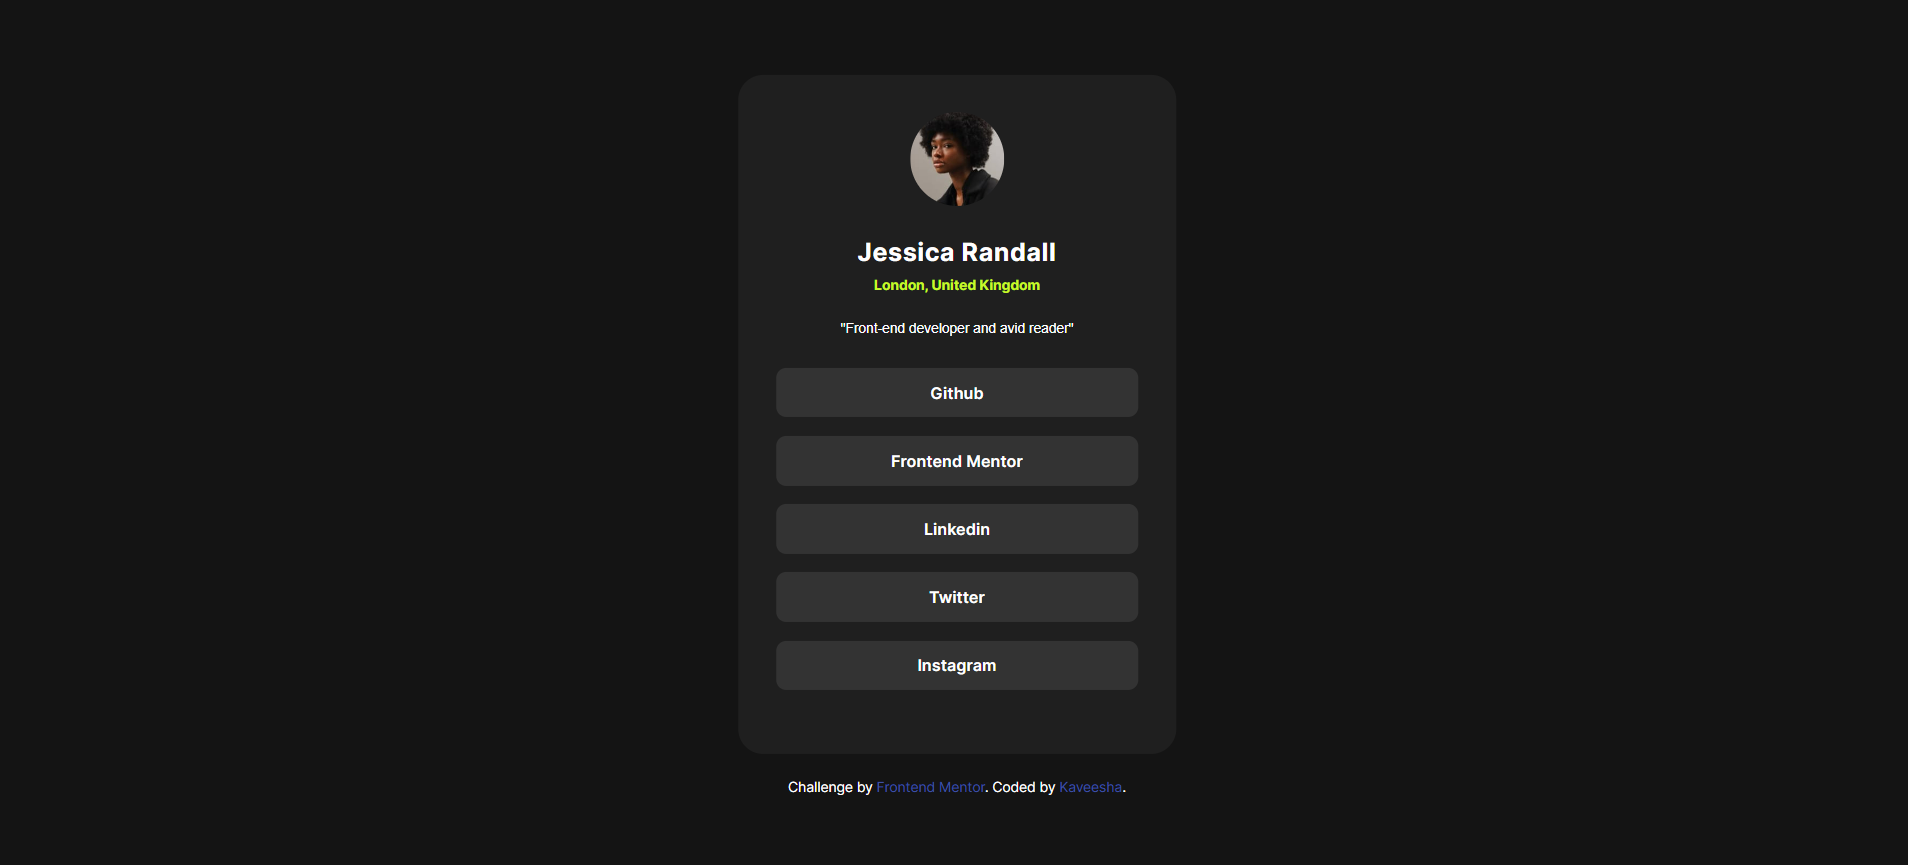 Jessica Randall
London, United Kingdom
"Front-end developer and avid reader"
Github
Frontend Mentor
Linkedin
Twitter
Instagram
Challenge by Frontend Mentor. Coded by Kaveesha.